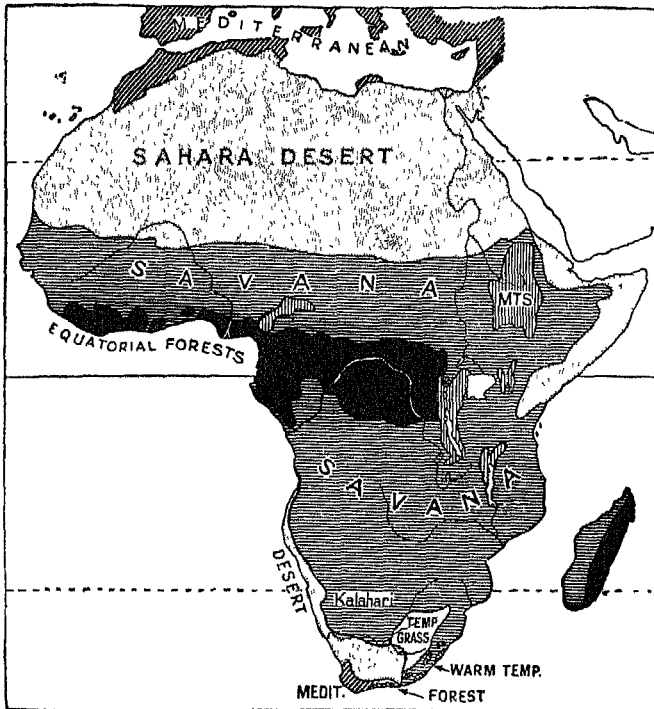 MEDITERRANEAN
SAHARA DESERT
SAVANA
MTS
EQUATORIAL FORESTS
SAVANA
DESERT
Kalahari
TEMP
GRASS
WARM TEMP.
MEDIT.
FOREST